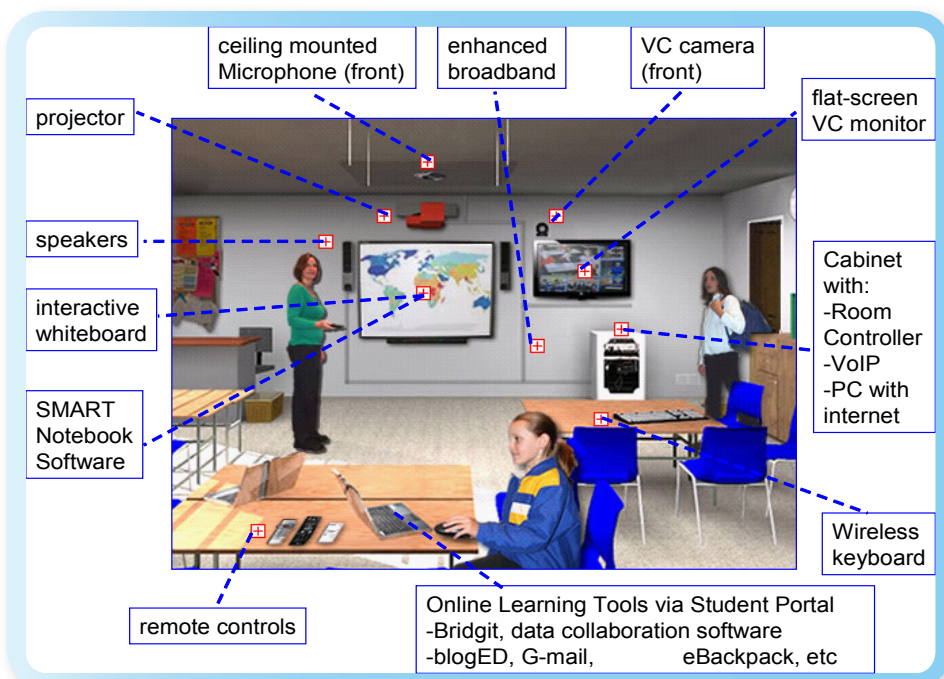 ceiling mounted
Microphone (front)
enhanced
broadband
VC camera
(front)
projector
flat-screen
VC monitor
speakers
interactive
whiteboard
Cabinet
with:
-Room
Controller
-VoIP
-PC with
internet
SMART
Notebook
Software
Wireless
keyboard
remote controls
Online Learning Tools via Student Portal
-Bridgit, data collaboration software
-blogED, G-mail, eBackpack, etc